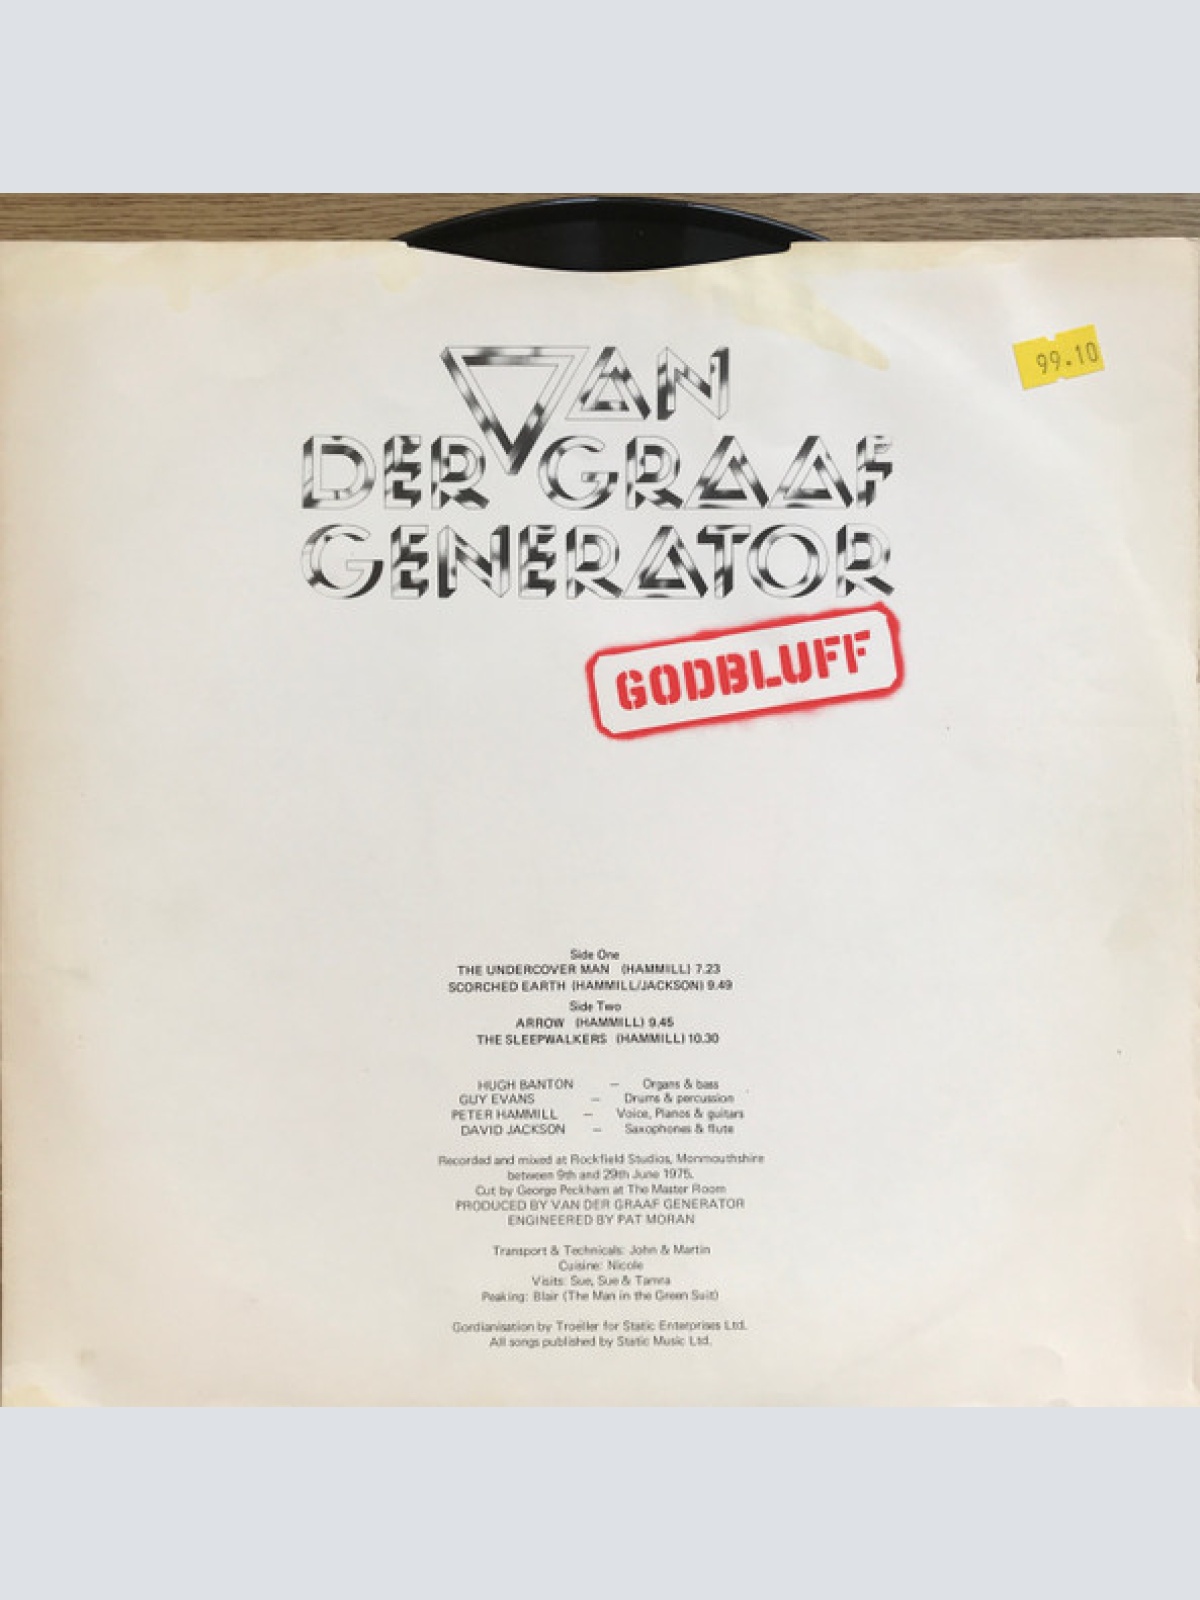 99.10
VAN
DER GRAAF
GENERATOR
GODBLUFF
Side One
THE UNDERCOVER MAN (HAMMILL) 7.23
SCORCHED EARTH (HAMMILL/JACKSON) 9.49
Side Two
ARROW (HAMMILL) 9.45
THE SLEEPWALKERS (HAMMILL) 10.30
HUGH BANTON – Organs & bass
GUY EVANS – Drums & percussion
PETER HAMMILL – Voice, Pianos & guitars
DAVID JACKSON – Saxophones & flute
Recorded and mixed at Rockfield Studios, Monmouthshire
between 9th and 29th June 1975.
Cut by George Peckham at The Master Room
PRODUCED BY VAN DER GRAAF GENERATOR
ENGINEERED BY PAT MORAN
Transport & Technicals: John & Martin
Cuisine: Nicole
Visits: Sue, Sue & Tamra
Peaking: Blair (The Man in the Green Suit)
Gordianisation by Troeller for Static Enterprises Ltd.
All songs published by Static Music Ltd.